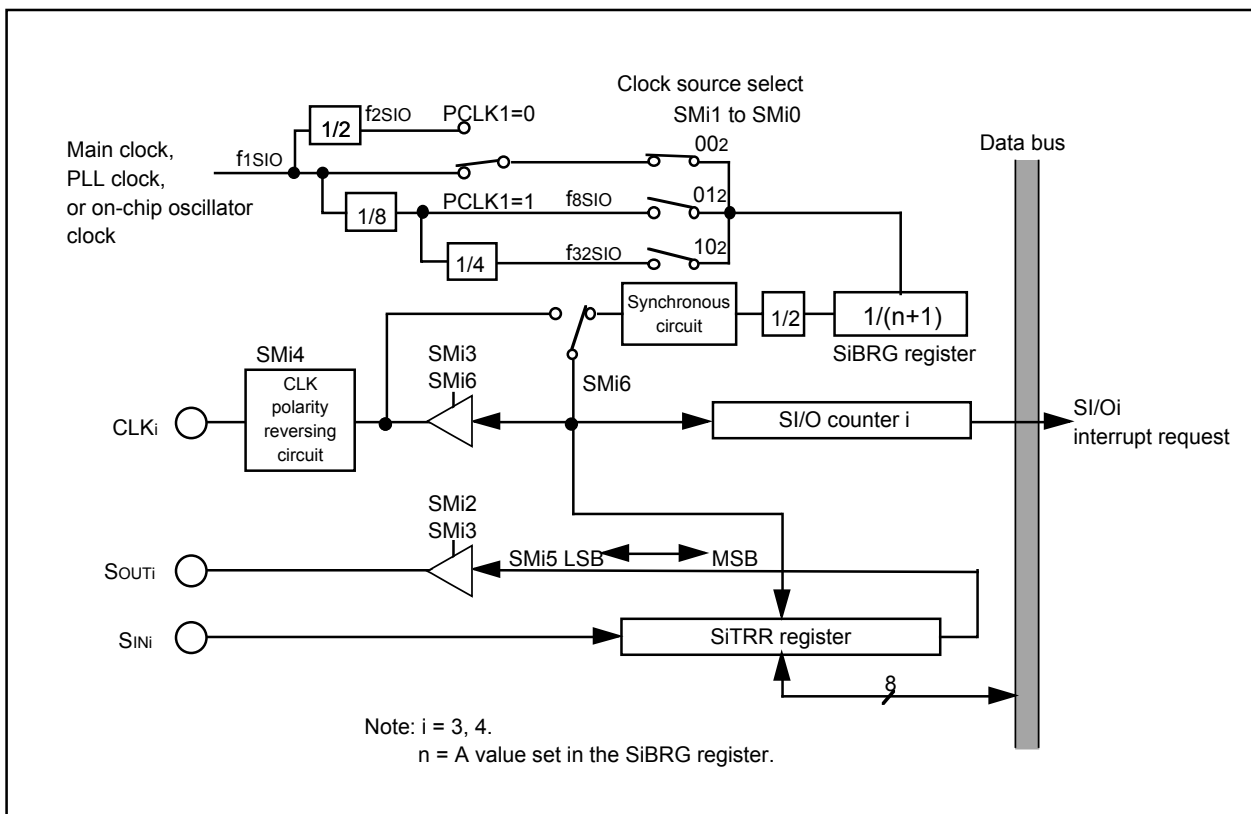 Clock source select
SMi1 to SMi0
1/2
f2SIO
PCLK1=0
Main clock,
PLL clock,
or on-chip oscillator
clock
f1SIO
002
Data bus
1/8
PCLK1=1
f8SIO
012
1/4
f32SIO
102
Synchronous
circuit
1/2
1/(n+1)
SiBRG register
SMi4
CLK
polarity
reversing
circuit
CLKi
SMi3
SMi6
SMi6
SI/O counter i
SI/Oi
interrupt request
SMi2
SMi3
SMi5 LSB
MSB
SOUTi
SINi
SiTRR register
8
Note: i = 3, 4.
n = A value set in the SiBRG register.